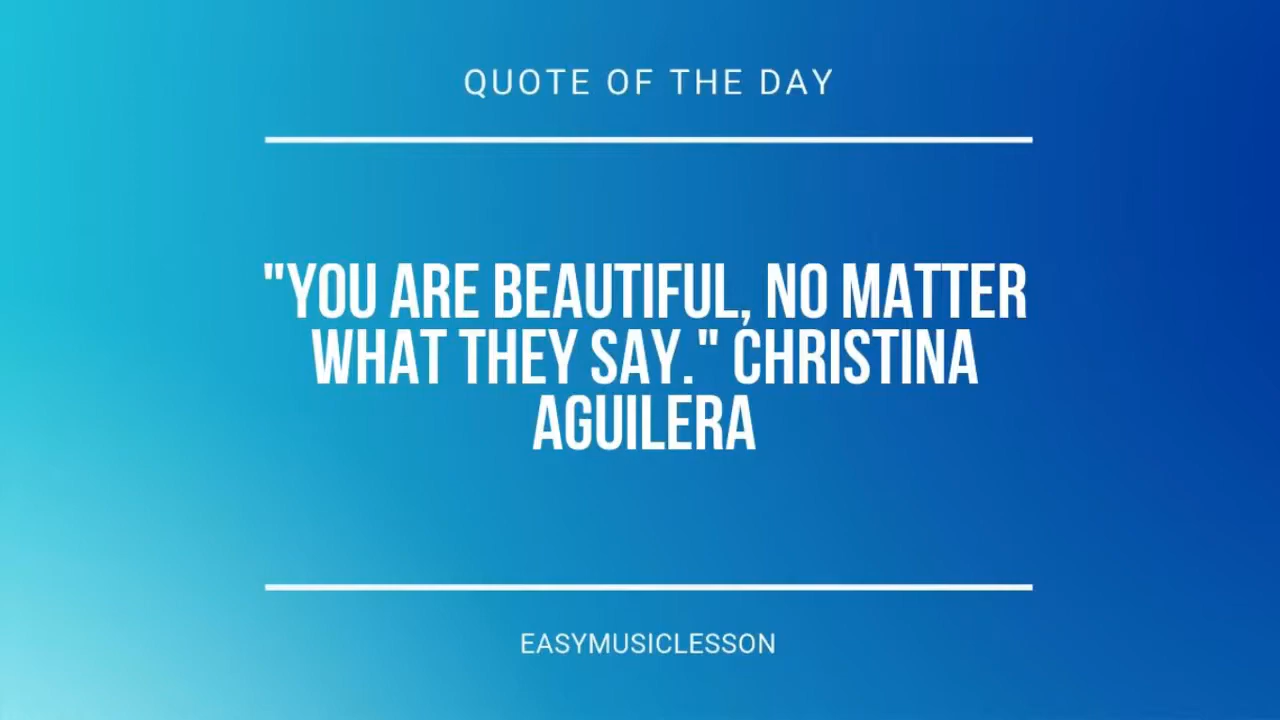 QUOTE OF THE DAY
"YOU ARE BEAUTIFUL, NO MATTER
WHAT THEY SAY." CHRISTINA
AGUILERA
EASYMUSICLESSON